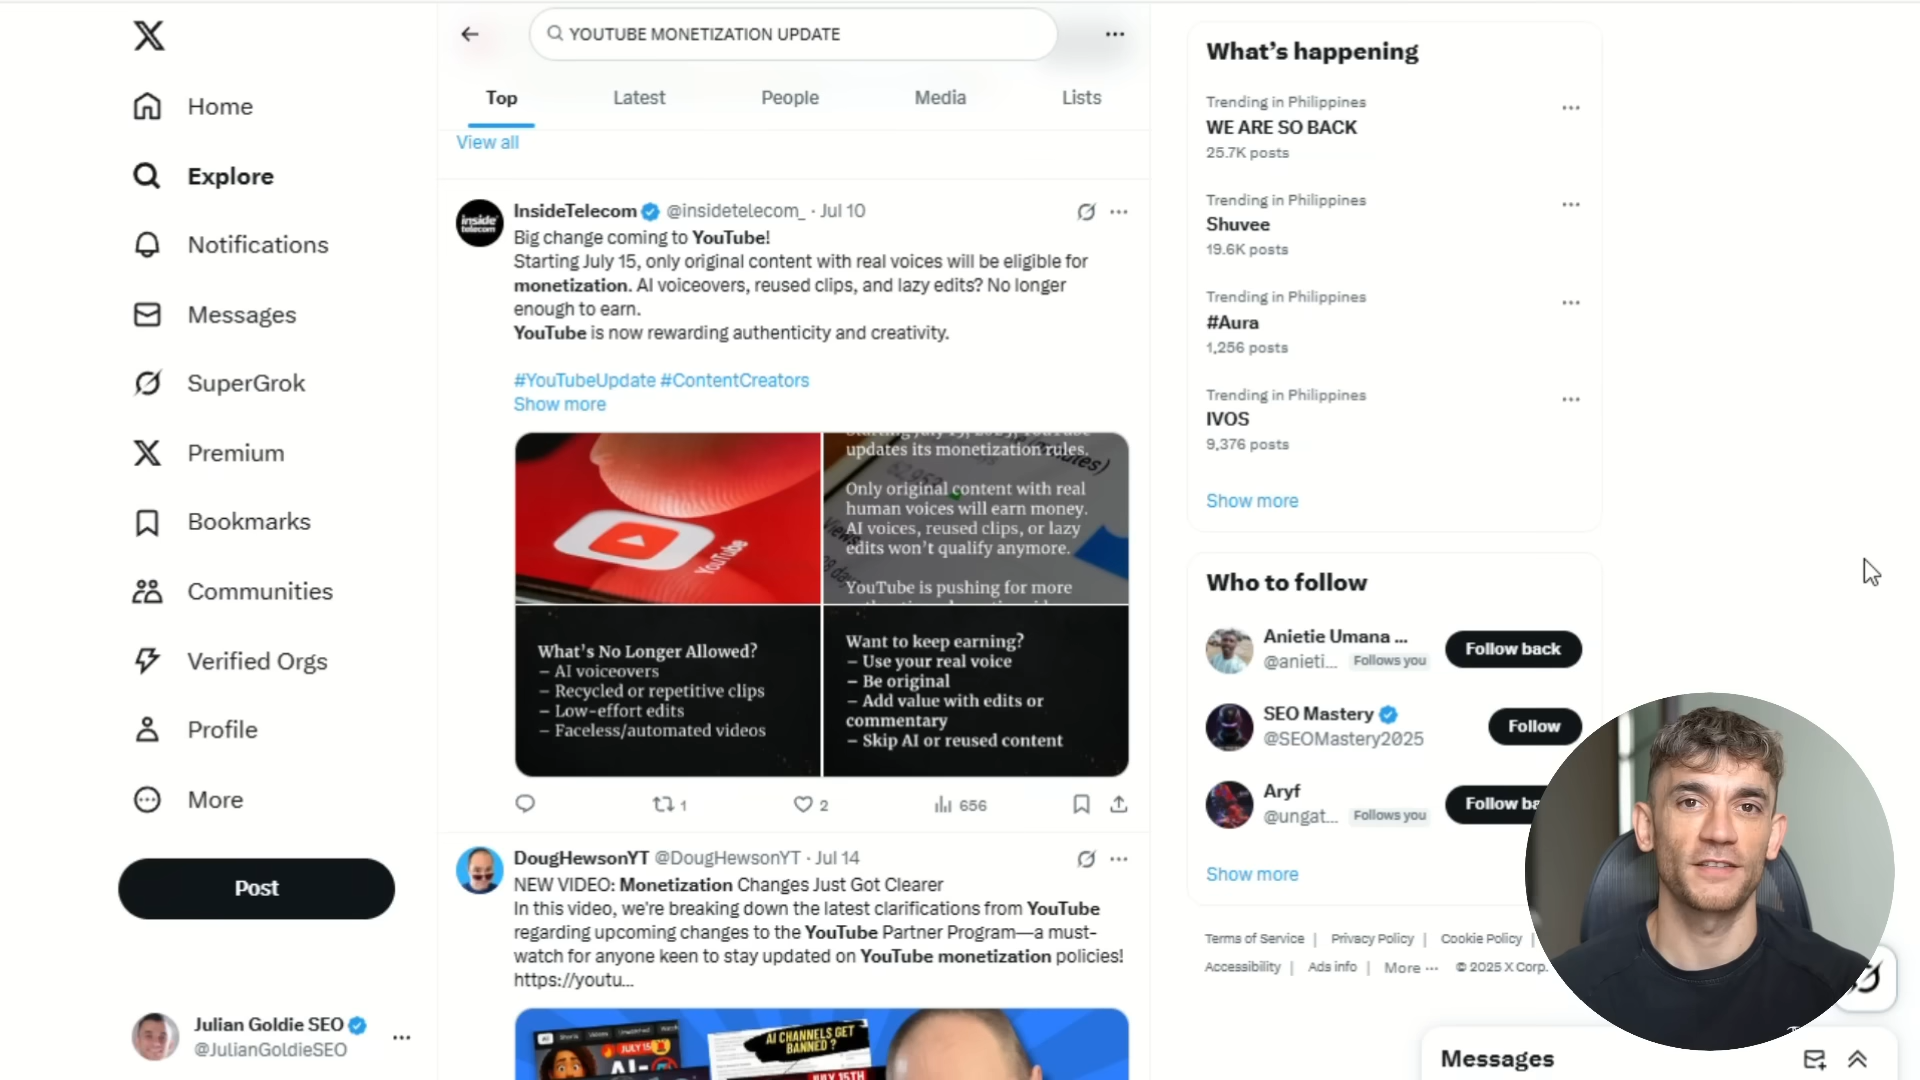 YOUTUBE MONETIZATION UPDATE
Home
Explore
Notifications
Messages
SuperGrok
Premium
Bookmarks
Communities
Verified Orgs
Profile
More
Post
Julian Goldie SEO
@JulianGoldieSEO
Top
Latest
People
Media
Lists
View all
inside
telecom
InsideTelecom @insidetelecom_ · Jul 10
Big change coming to YouTube!
Starting July 15, only original content with real voices will be eligible for
monetization. AI voiceovers, reused clips, and lazy edits? No longer
enough to earn.
YouTube is now rewarding authenticity and creativity.
#YouTubeUpdate #ContentCreators
Show more
YouTube
updates its monetization rules.
Only original content with real
human voices will earn money.
AI voices, reused clips, or lazy
edits won't qualify anymore.
YouTube is pushing for more
What's No Longer Allowed?
– AI voiceovers
– Recycled or repetitive clips
– Low-effort edits
– Faceless/automated videos
Want to keep earning?
– Use your real voice
– Be original
– Add value with edits or
commentary
– Skip AI or reused content
1
2
656
DougHewsonYT @DougHewsonYT · Jul 14
NEW VIDEO: Monetization Changes Just Got Clearer
In this video, we're breaking down the latest clarifications from YouTube
regarding upcoming changes to the YouTube Partner Program—a must-
watch for anyone keen to stay updated on YouTube monetization policies!
https://youtu...
JULY 15
AI CHANNELS GET
BANNED ?
JULY 15TH
What's happening
Trending in Philippines
WE ARE SO BACK
25.7K posts
Trending in Philippines
Shuvee
19.6K posts
Trending in Philippines
#Aura
1,256 posts
Trending in Philippines
IVOS
9,376 posts
Show more
Who to follow
Anietie Umana ...
@anieti... Follows you
Follow back
SEO Mastery
@SEOMastery2025
Follow
Aryf
@ungat... Follows you
Follow ba
Show more
Terms of Service | Privacy Policy | Cookie Policy |
Accessibility | Ads info | More ··· © 2025 X Corp.
Messages